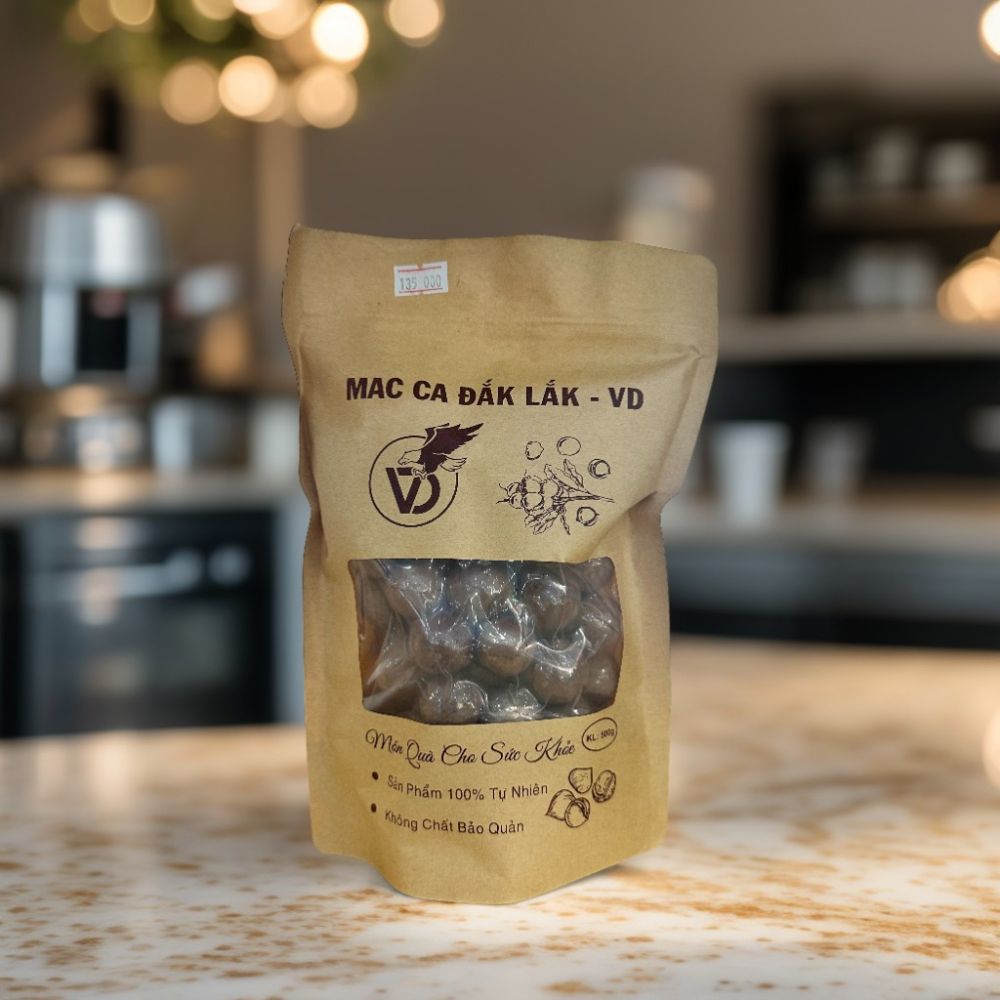 135 000
MAC CA ĐẮK LẮK - VD
VD
Món Quà Cho Sức Khỏe
KL: 500g
Sản Phẩm 100% Tự Nhiên
Không Chất Bảo Quản